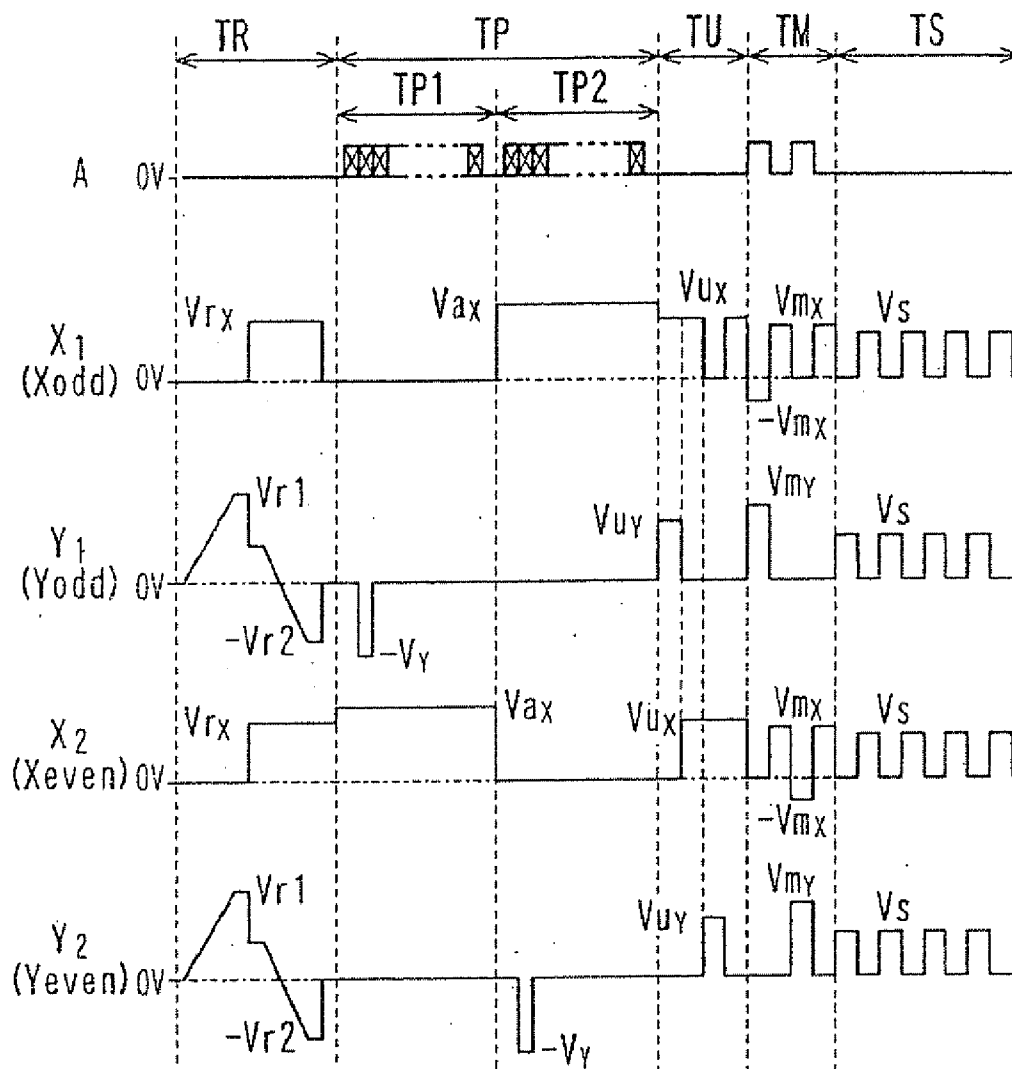 TR TP TU TM TS
TP1 TP2
A 0V
VrX VaX VuX VmX Vs
X1
(Xodd) 0V
-VmX
Vr1 VuY VmY Vs
Y1
(Yodd) 0V
-Vr2 -VY
VrX VaX VuX VmX Vs
X2
(Xeven) 0V
-VmX
Vr1 VuY VmY Vs
Y2
(Yeven) 0V
-Vr2 -VY